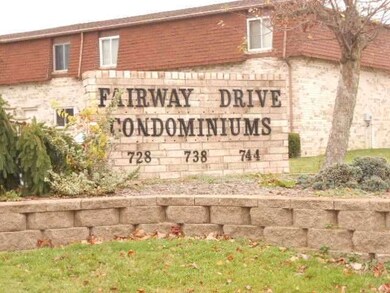 FAIRWAY DRIVE
CONDOMINIUMS
728 738 744